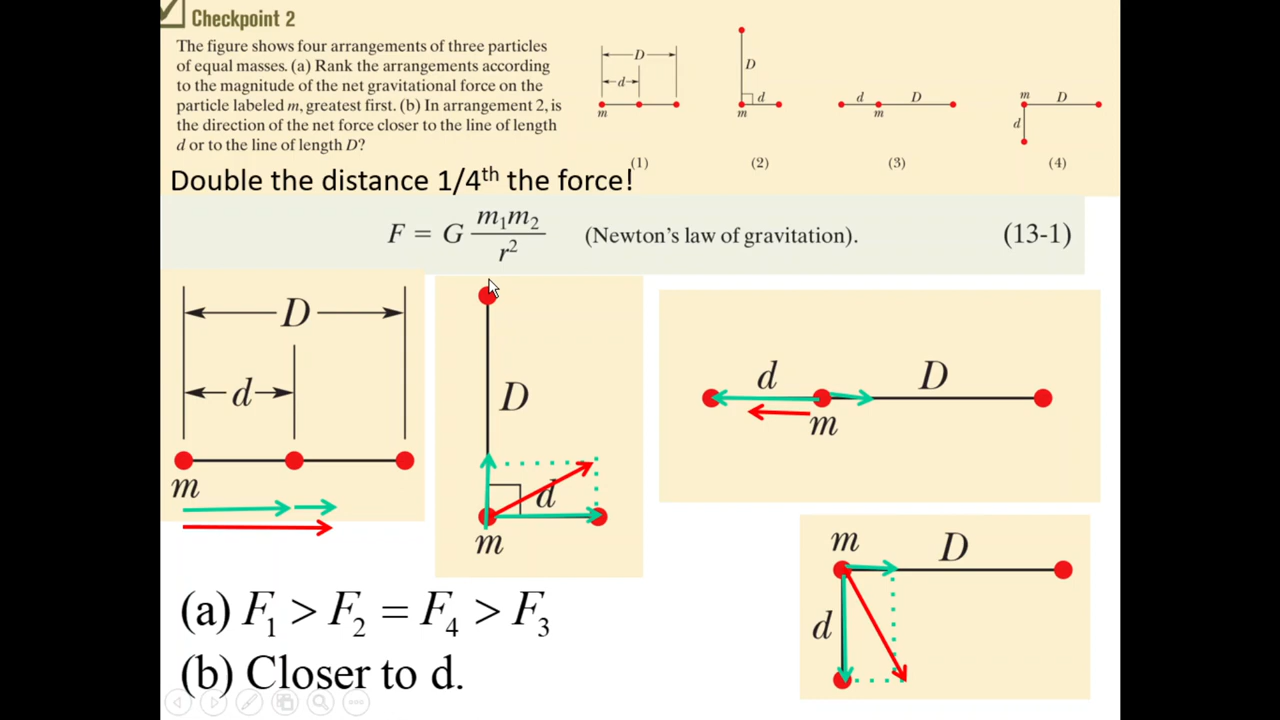 Checkpoint 2
The figure shows four arrangements of three particles
of equal masses. (a) Rank the arrangements according
to the magnitude of the net gravitational force on the
particle labeled m, greatest first. (b) In arrangement 2, is
the direction of the net force closer to the line of length
d or to the line of length D?
D
d
m
(1)
D
d
m
(2)
d D
m
(3)
m D
d
(4)
Double the distance 1/4th the force!
F = G m₁m₂ / r² (Newton's law of gravitation). (13-1)
D
d
m
D
d
m
d D
m
m D
d
(a) F₁ > F₂ = F₄ > F₃
(b) Closer to d.